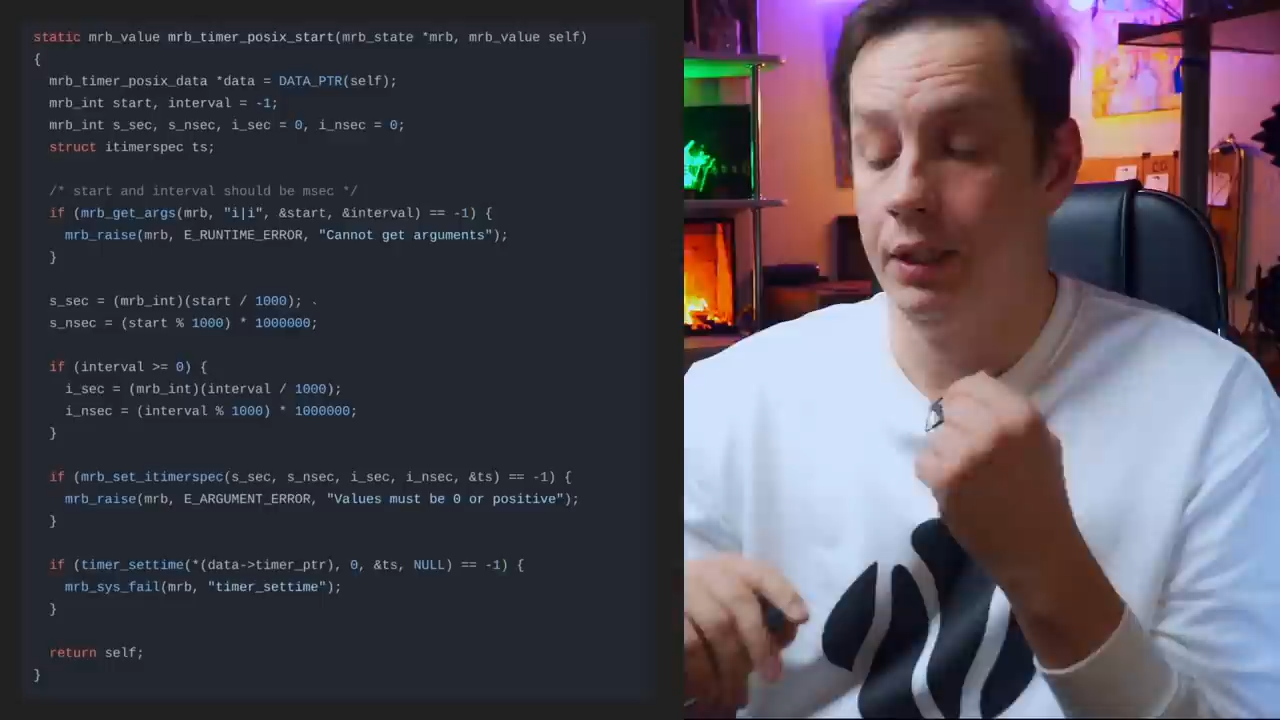 static mrb_value mrb_timer_posix_start(mrb_state *mrb, mrb_value self)
{
  mrb_timer_posix_data *data = DATA_PTR(self);
  mrb_int start, interval = -1;
  mrb_int s_sec, s_nsec, i_sec = 0, i_nsec = 0;
  struct itimerspec ts;
  /* start and interval should be msec */
  if (mrb_get_args(mrb, "i|i", &start, &interval) == -1) {
    mrb_raise(mrb, E_RUNTIME_ERROR, "Cannot get arguments");
  }
  s_sec = (mrb_int)(start / 1000);
  s_nsec = (start % 1000) * 1000000;
  if (interval >= 0) {
    i_sec = (mrb_int)(interval / 1000);
    i_nsec = (interval % 1000) * 1000000;
  }
  if (mrb_set_itimerspec(s_sec, s_nsec, i_sec, i_nsec, &ts) == -1) {
    mrb_raise(mrb, E_ARGUMENT_ERROR, "Values must be 0 or positive");
  }
  if (timer_settime(*(data->timer_ptr), 0, &ts, NULL) == -1) {
    mrb_sys_fail(mrb, "timer_settime");
  }
  return self;
}